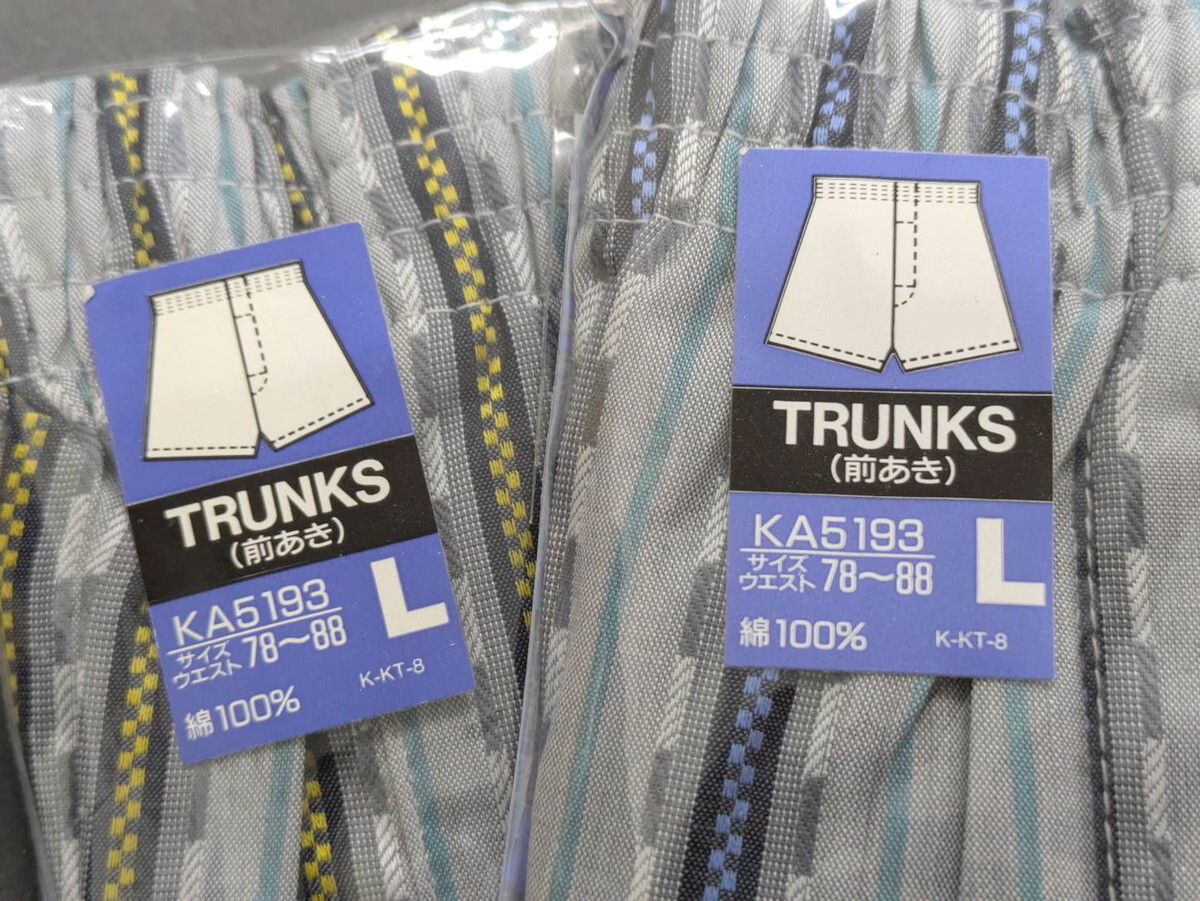 TRUNKS
(前あき)
KA5193
サイズ
ウエスト 78～88
L
綿100%
K-KT-8
TRUNKS
(前あき)
KA5193
サイズ
ウエスト 78～88
L
綿100%
K-KT-8